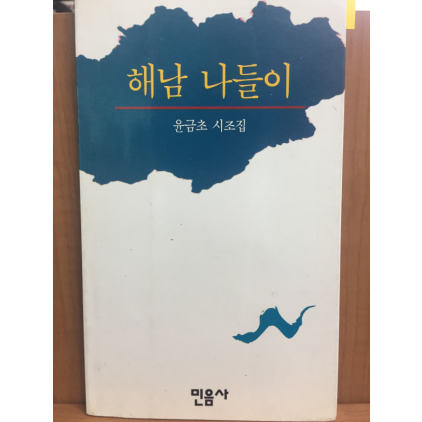 해남 나들이
윤금초 시조집
민음사